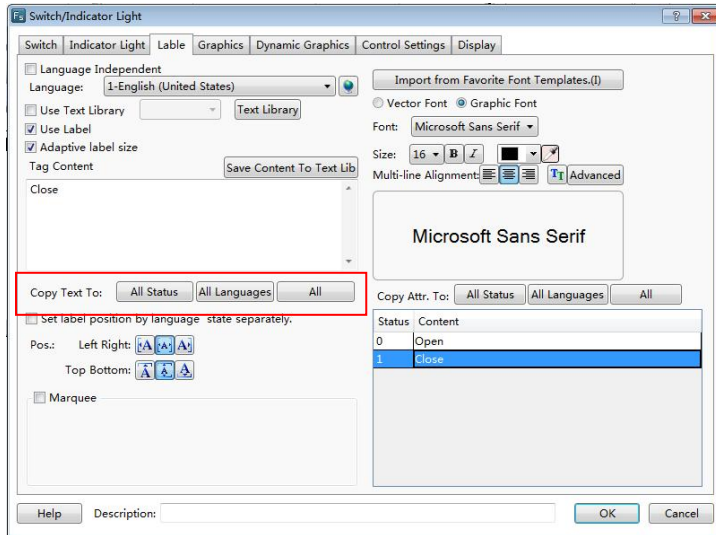 Fs Switch/Indicator Light
Switch Indicator Light Lable Graphics Dynamic Graphics Control Settings Display
Language Independent
Language: 1-English (United States)
Use Text Library Text Library
Use Label
Adaptive label size
Tag Content Save Content To Text Lib
Close
Copy Text To: All Status All Languages All
Set label position by language state separately.
Pos.: Left Right: A A A
Top Bottom: A A A
Marquee
Import from Favorite Font Templates.(I)
Vector Font Graphic Font
Font: Microsoft Sans Serif
Size: 16 B I
Multi-line Alignment: TT Advanced
Microsoft Sans Serif
Copy Attr. To: All Status All Languages All
Status Content
0 Open
1 Close
Help Description: OK Cancel